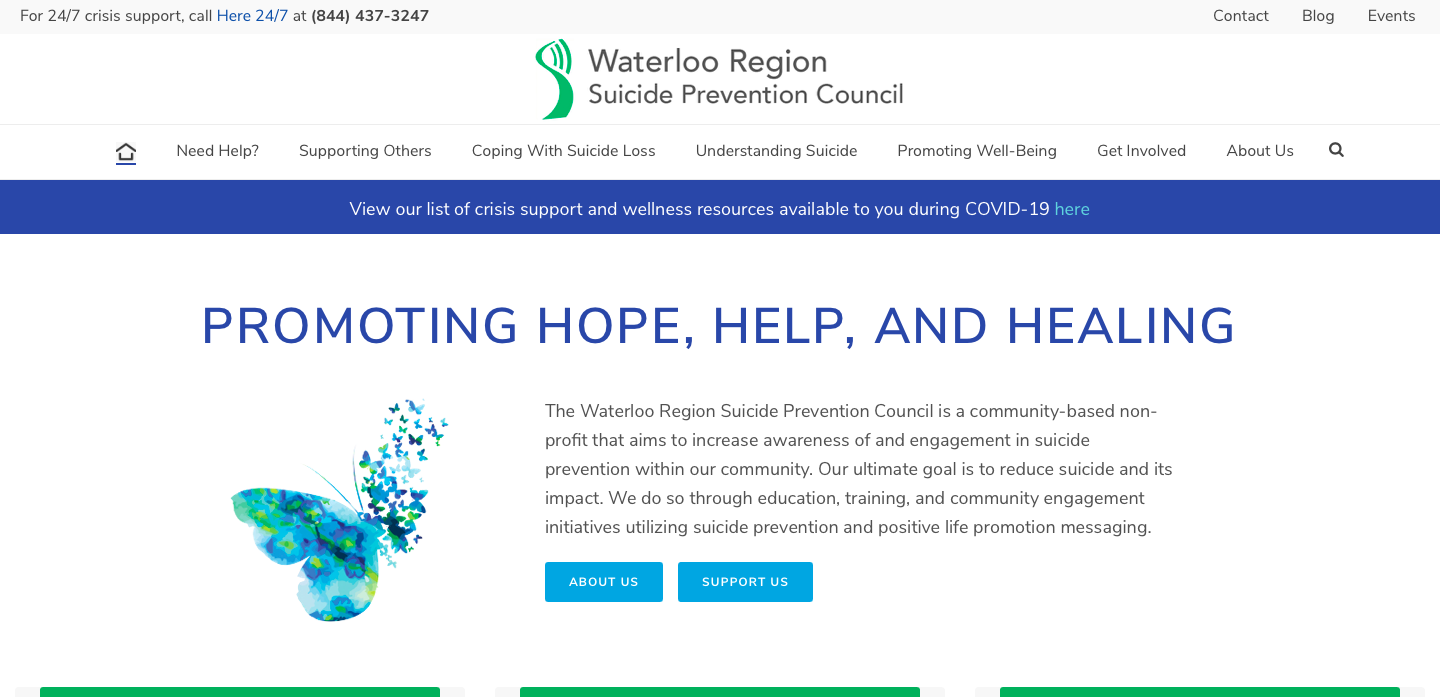 For 24/7 crisis support, call Here 24/7 at (844) 437-3247
Contact Blog Events
Waterloo Region
Suicide Prevention Council
Need Help? Supporting Others Coping With Suicide Loss Understanding Suicide Promoting Well-Being Get Involved About Us
View our list of crisis support and wellness resources available to you during COVID-19 here
PROMOTING HOPE, HELP, AND HEALING
The Waterloo Region Suicide Prevention Council is a community-based non-
profit that aims to increase awareness of and engagement in suicide
prevention within our community. Our ultimate goal is to reduce suicide and its
impact. We do so through education, training, and community engagement
initiatives utilizing suicide prevention and positive life promotion messaging.
ABOUT US SUPPORT US